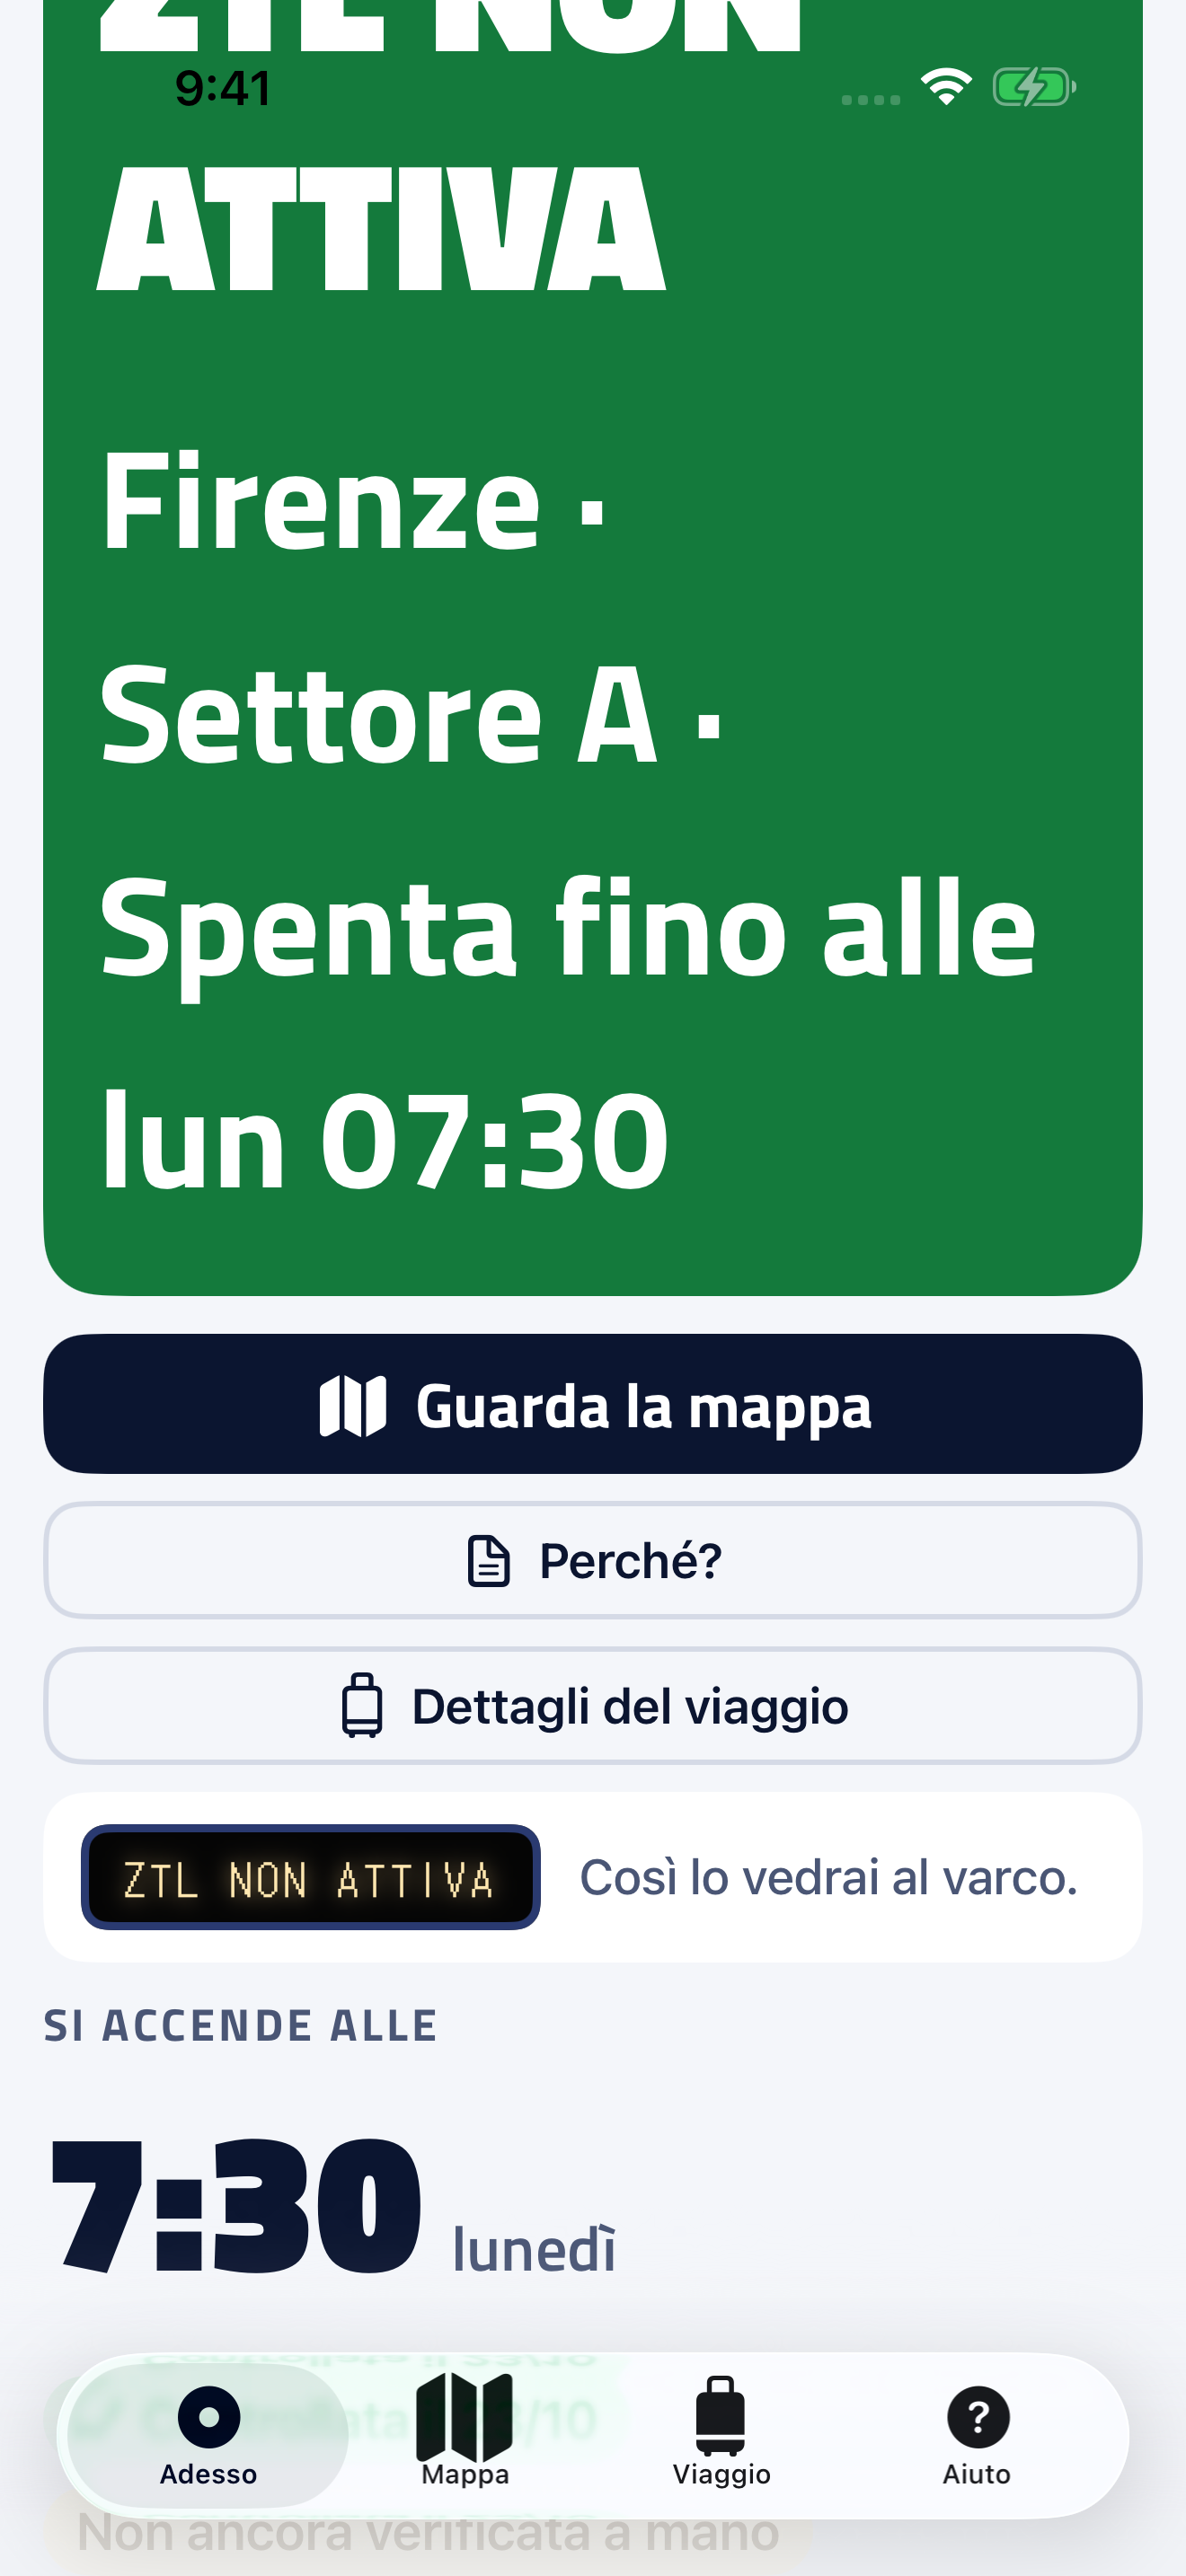 ZTL NON
9:41
ATTIVA
Firenze ·
Settore A ·
Spenta fino alle
lun 07:30
Guarda la mappa
Perché?
Dettagli del viaggio
ZTL NON ATTIVA
Così lo vedrai al varco.
SI ACCENDE ALLE
7:30 lunedì
Adesso
Mappa
Viaggio
Aiuto
Non ancora verificata a mano